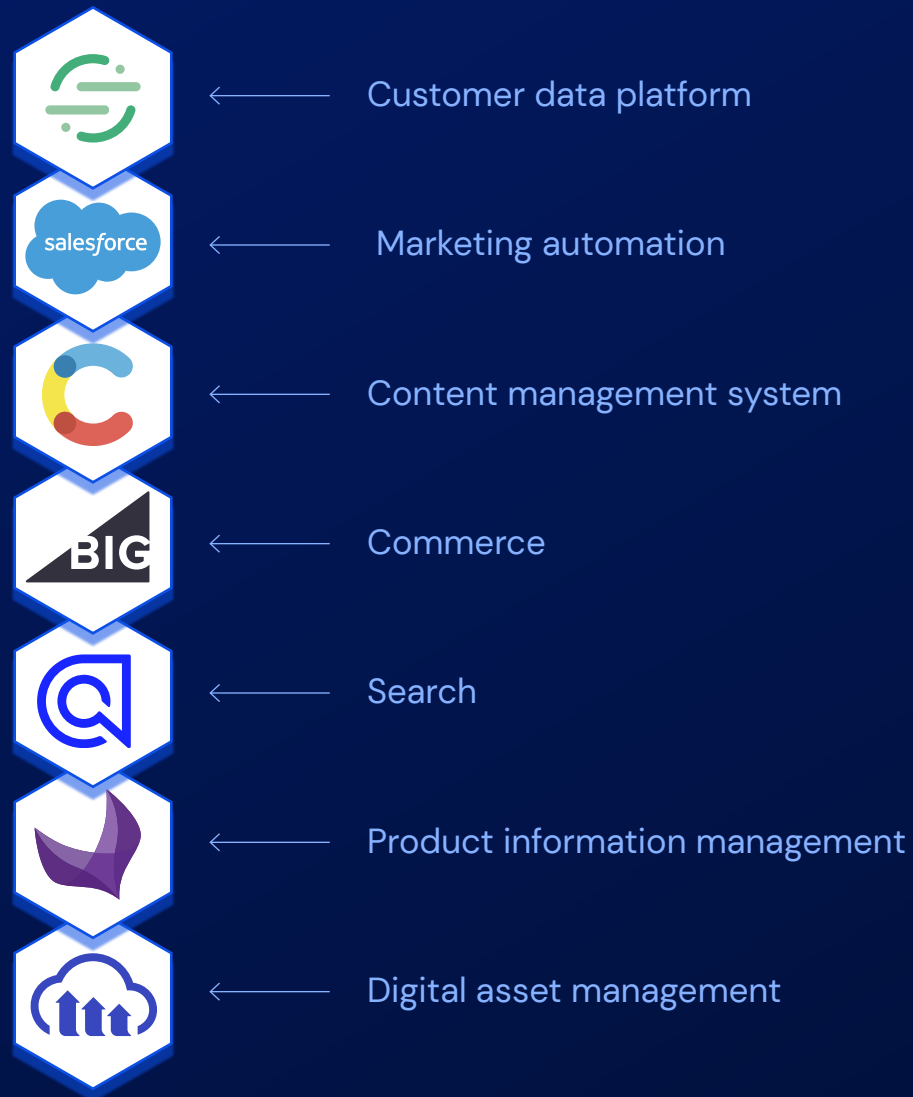 Customer data platform
salesforce
Marketing automation
Content management system
BIG
Commerce
Search
Product information management
Digital asset management